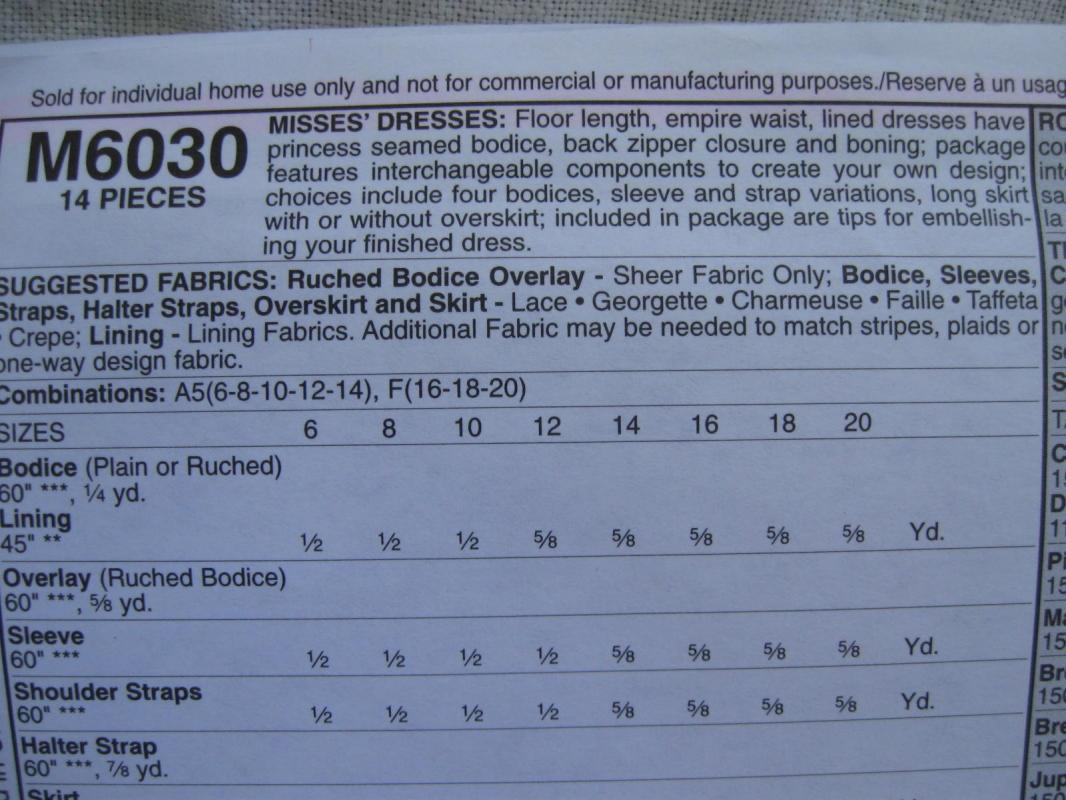 Sold for individual home use only and not for commercial or manufacturing purposes./Reserve à un usag
M6030
14 PIECES
MISSES' DRESSES: Floor length, empire waist, lined dresses have
princess seamed bodice, back zipper closure and boning; package
features interchangeable components to create your own design;
choices include four bodices, sleeve and strap variations, long skirt
with or without overskirt; included in package are tips for embellish-
ing your finished dress.
SUGGESTED FABRICS: Ruched Bodice Overlay - Sheer Fabric Only; Bodice, Sleeves,
Straps, Halter Straps, Overskirt and Skirt - Lace • Georgette • Charmeuse • Faille • Taffeta
• Crepe; Lining - Lining Fabrics. Additional Fabric may be needed to match stripes, plaids or
one-way design fabric.
Combinations: A5(6-8-10-12-14), F(16-18-20)
SIZES 6 8 10 12 14 16 18 20
Bodice (Plain or Ruched)
60" ***, ¼ yd.
Lining
45" ** ½ ½ ½ ⅝ ⅝ ⅝ ⅝ ⅝ Yd.
Overlay (Ruched Bodice)
60" ***, ⅝ yd.
Sleeve
60" *** ½ ½ ½ ½ ⅝ ⅝ ⅝ ⅝ Yd.
Shoulder Straps
60" *** ½ ½ ½ ½ ⅝ ⅝ ⅝ ⅝ Yd.
Halter Strap
60" ***, ⅞ yd.
Skirt